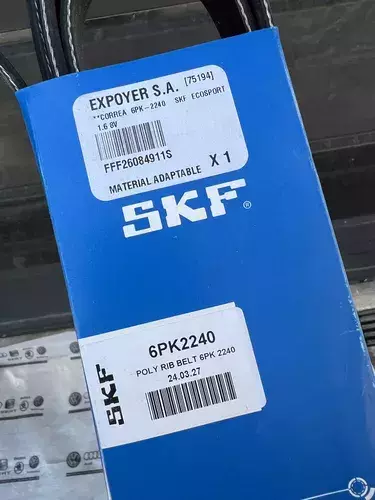 EXPOYER S.A. [75194]
**CORREA 6PK-2240 SKF ECOSPORT
1.6 8V
FFF26084911S
X 1
MATERIAL ADAPTABLE
SKF®
SKF
6PK2240
POLY RIB BELT 6PK 2240
24.03.27